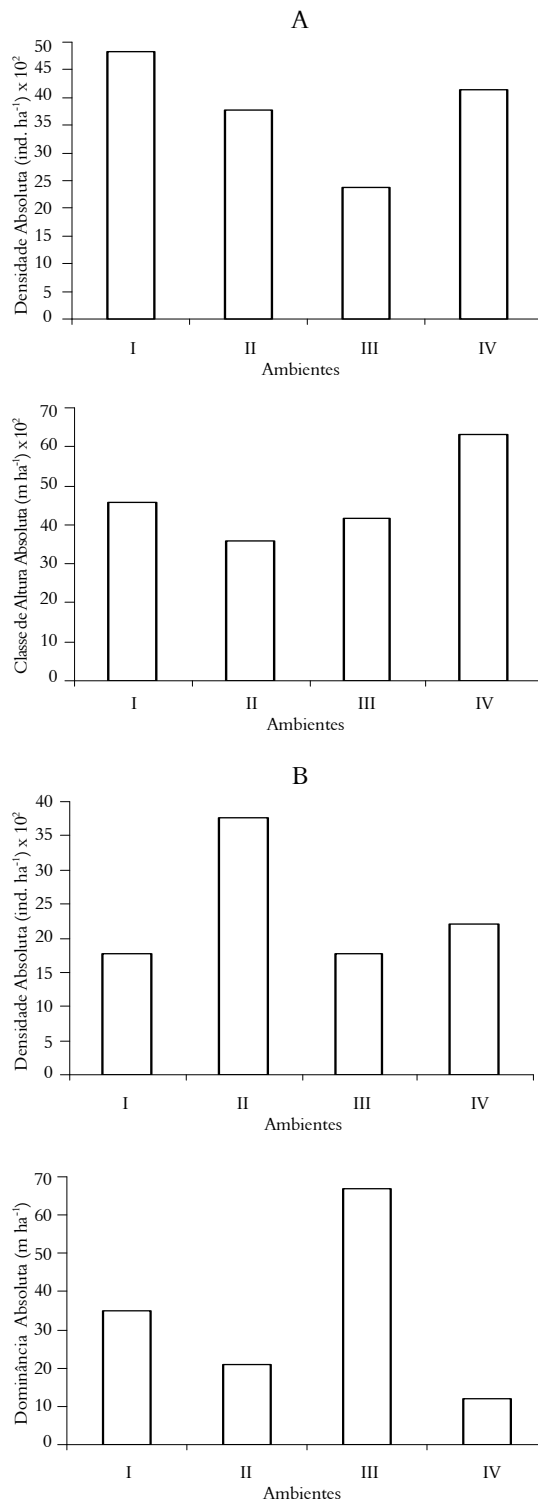 A
Densidade Absoluta (ind. ha⁻¹) x 10²
50
45
40
35
30
25
20
15
10
5
0
I II III IV
Ambientes
Classe de Altura Absoluta (m ha⁻¹) x 10²
70
60
50
40
30
20
10
0
I II III IV
Ambientes
B
Densidade Absoluta (ind. ha⁻¹) x 10²
40
35
30
25
20
15
10
5
0
I II III IV
Ambientes
Dominância Absoluta (m ha⁻¹)
70
60
50
40
30
20
10
0
I II III IV
Ambientes